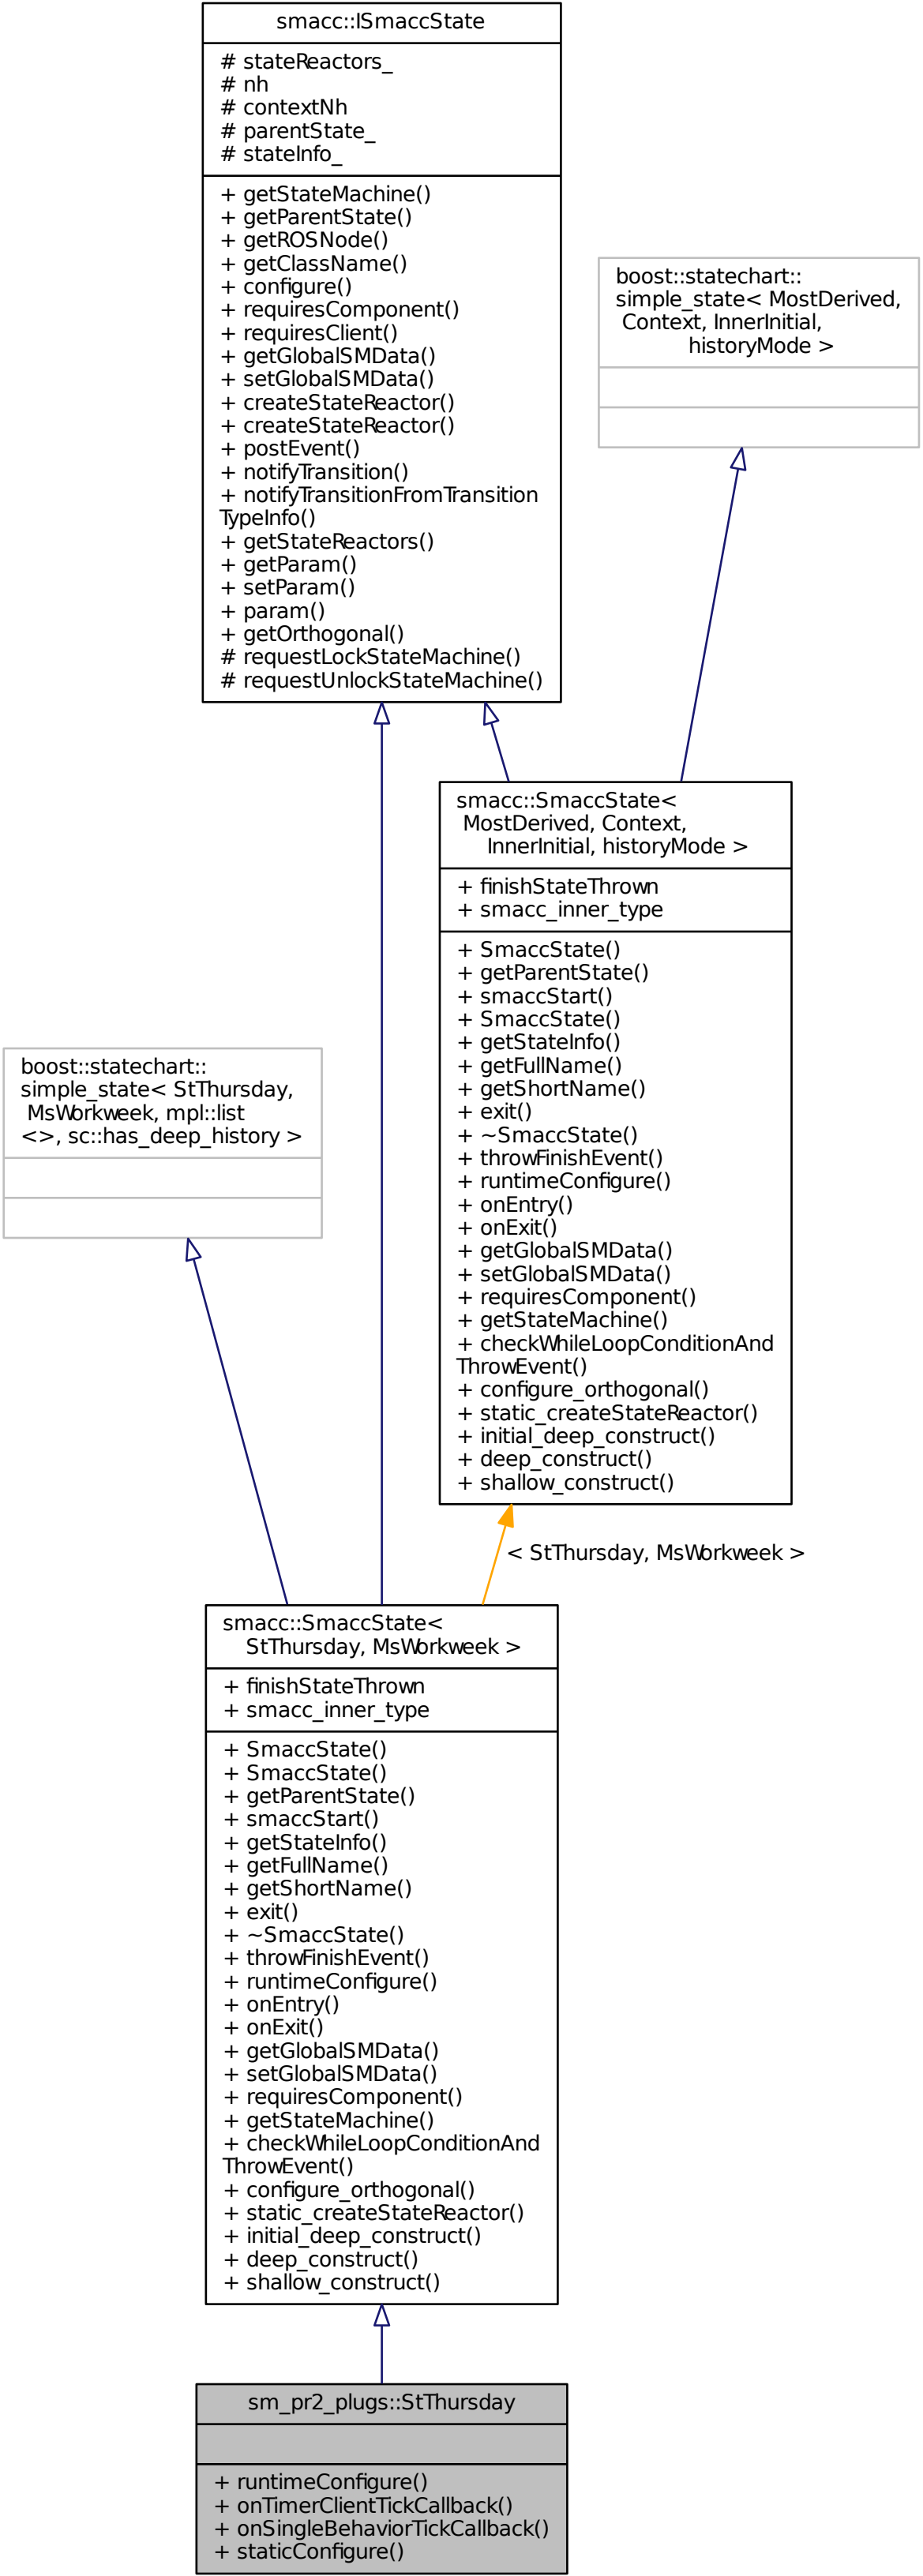 smacc::ISmaccState
# stateReactors_
# nh
# contextNh
# parentState_
# stateInfo_
+ getStateMachine()
+ getParentState()
+ getROSNode()
+ getClassName()
+ configure()
+ requiresComponent()
+ requiresClient()
+ getGlobalSMData()
+ setGlobalSMData()
+ createStateReactor()
+ createStateReactor()
+ postEvent()
+ notifyTransition()
+ notifyTransitionFromTransition
TypeInfo()
+ getStateReactors()
+ getParam()
+ setParam()
+ param()
+ getOrthogonal()
# requestLockStateMachine()
# requestUnlockStateMachine()
boost::statechart::
simple_state< MostDerived,
Context, InnerInitial,
historyMode >
smacc::SmaccState<
MostDerived, Context,
InnerInitial, historyMode >
+ finishStateThrown
+ smacc_inner_type
+ SmaccState()
+ getParentState()
+ smaccStart()
+ SmaccState()
+ getStateInfo()
+ getFullName()
+ getShortName()
+ exit()
+ ~SmaccState()
+ throwFinishEvent()
+ runtimeConfigure()
+ onEntry()
+ onExit()
+ getGlobalSMData()
+ setGlobalSMData()
+ requiresComponent()
+ getStateMachine()
+ checkWhileLoopConditionAnd
ThrowEvent()
+ configure_orthogonal()
+ static_createStateReactor()
+ initial_deep_construct()
+ deep_construct()
+ shallow_construct()
boost::statechart::
simple_state< StThursday,
MsWorkweek, mpl::list
<>, sc::has_deep_history >
< StThursday, MsWorkweek >
smacc::SmaccState<
StThursday, MsWorkweek >
+ finishStateThrown
+ smacc_inner_type
+ SmaccState()
+ SmaccState()
+ getParentState()
+ smaccStart()
+ getStateInfo()
+ getFullName()
+ getShortName()
+ exit()
+ ~SmaccState()
+ throwFinishEvent()
+ runtimeConfigure()
+ onEntry()
+ onExit()
+ getGlobalSMData()
+ setGlobalSMData()
+ requiresComponent()
+ getStateMachine()
+ checkWhileLoopConditionAnd
ThrowEvent()
+ configure_orthogonal()
+ static_createStateReactor()
+ initial_deep_construct()
+ deep_construct()
+ shallow_construct()
sm_pr2_plugs::StThursday
+ runtimeConfigure()
+ onTimerClientTickCallback()
+ onSingleBehaviorTickCallback()
+ staticConfigure()